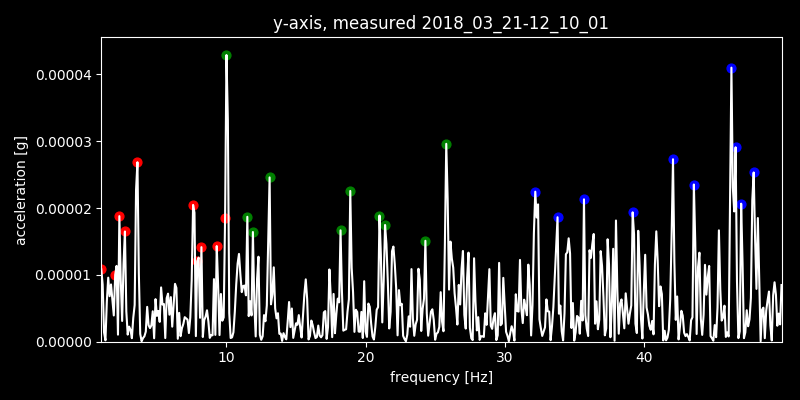 y-axis, measured 2018_03_21-12_10_01
acceleration [g]
0.00004
0.00003
0.00002
0.00001
0.00000
10 20 30 40
frequency [Hz]